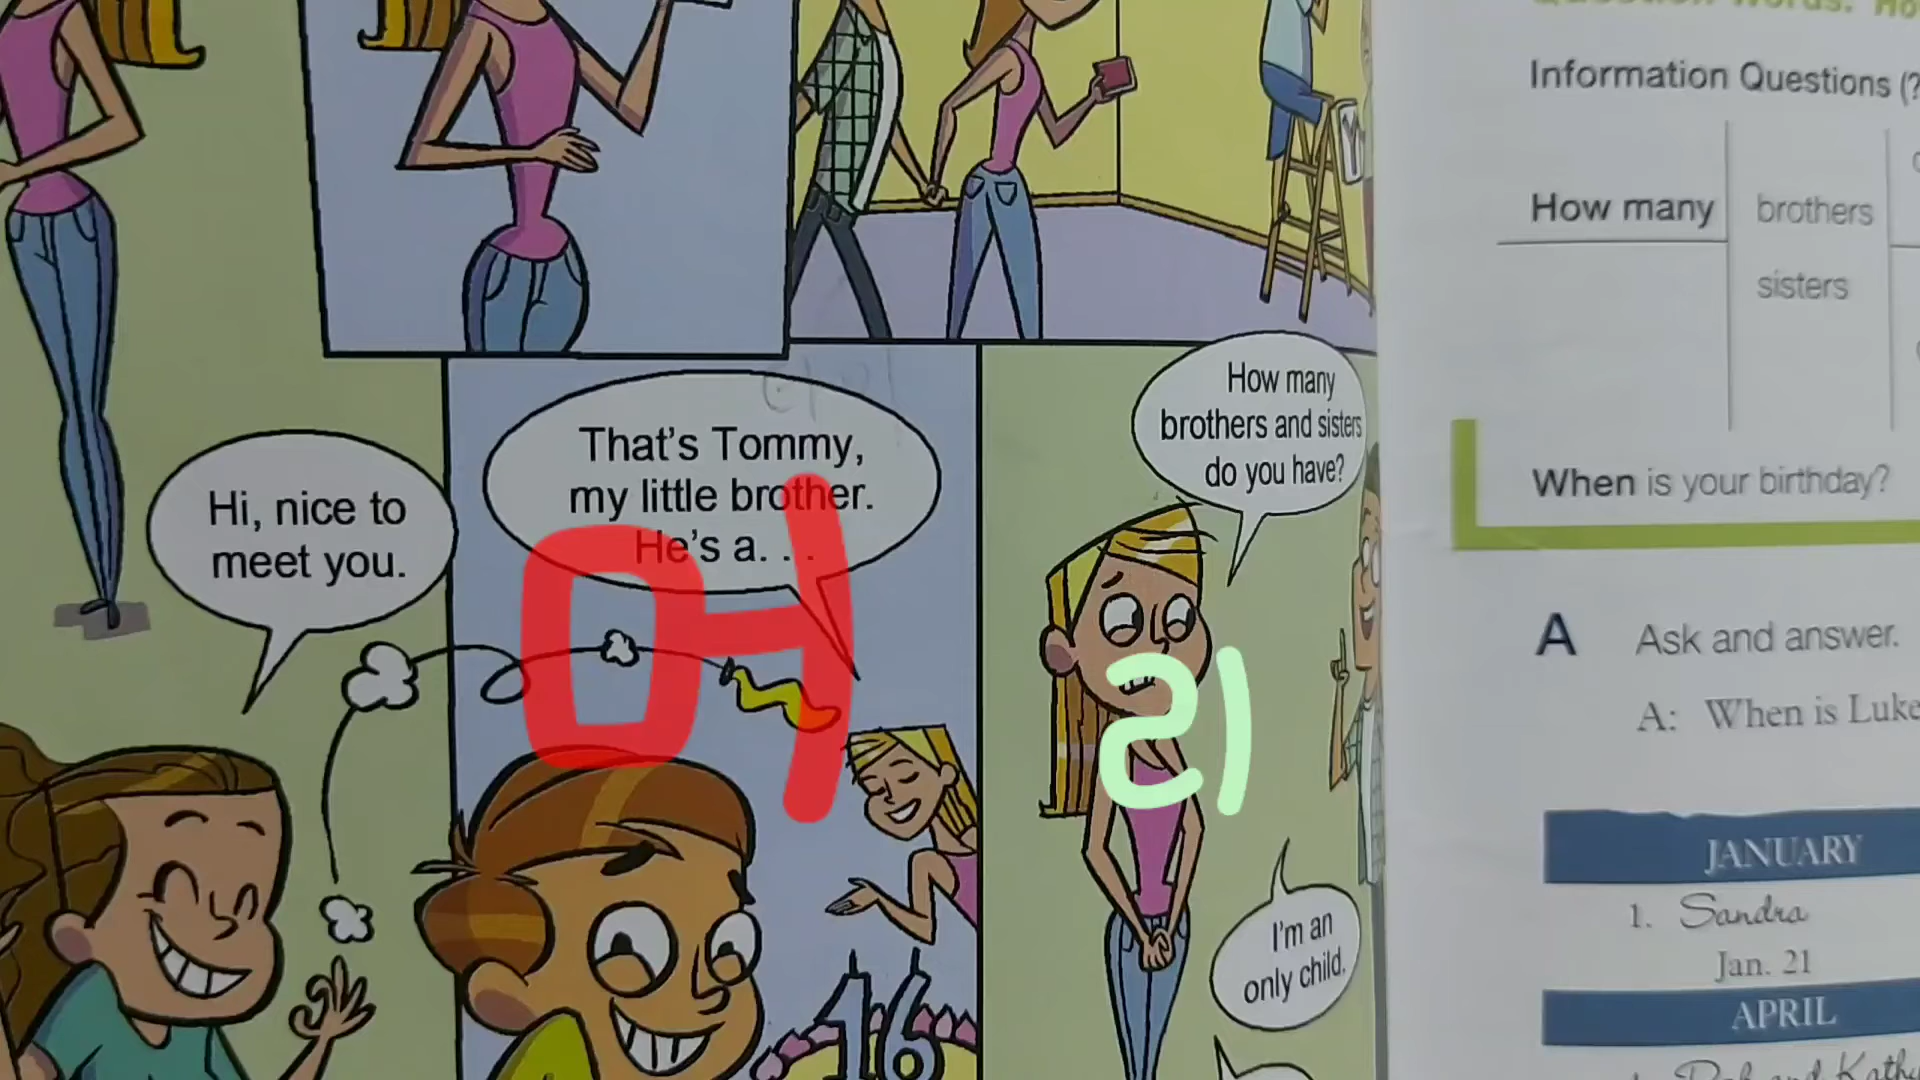 Information Questions
How many
brothers
sisters
How many
brothers and sisters
do you have?
That's Tommy,
my little brother.
He's a. . .
Hi, nice to
meet you.
When is your birthday?
어
리
A Ask and answer.
A: When is Luke
JANUARY
1. Sandra
Jan. 21
I'm an
only child.
APRIL
16